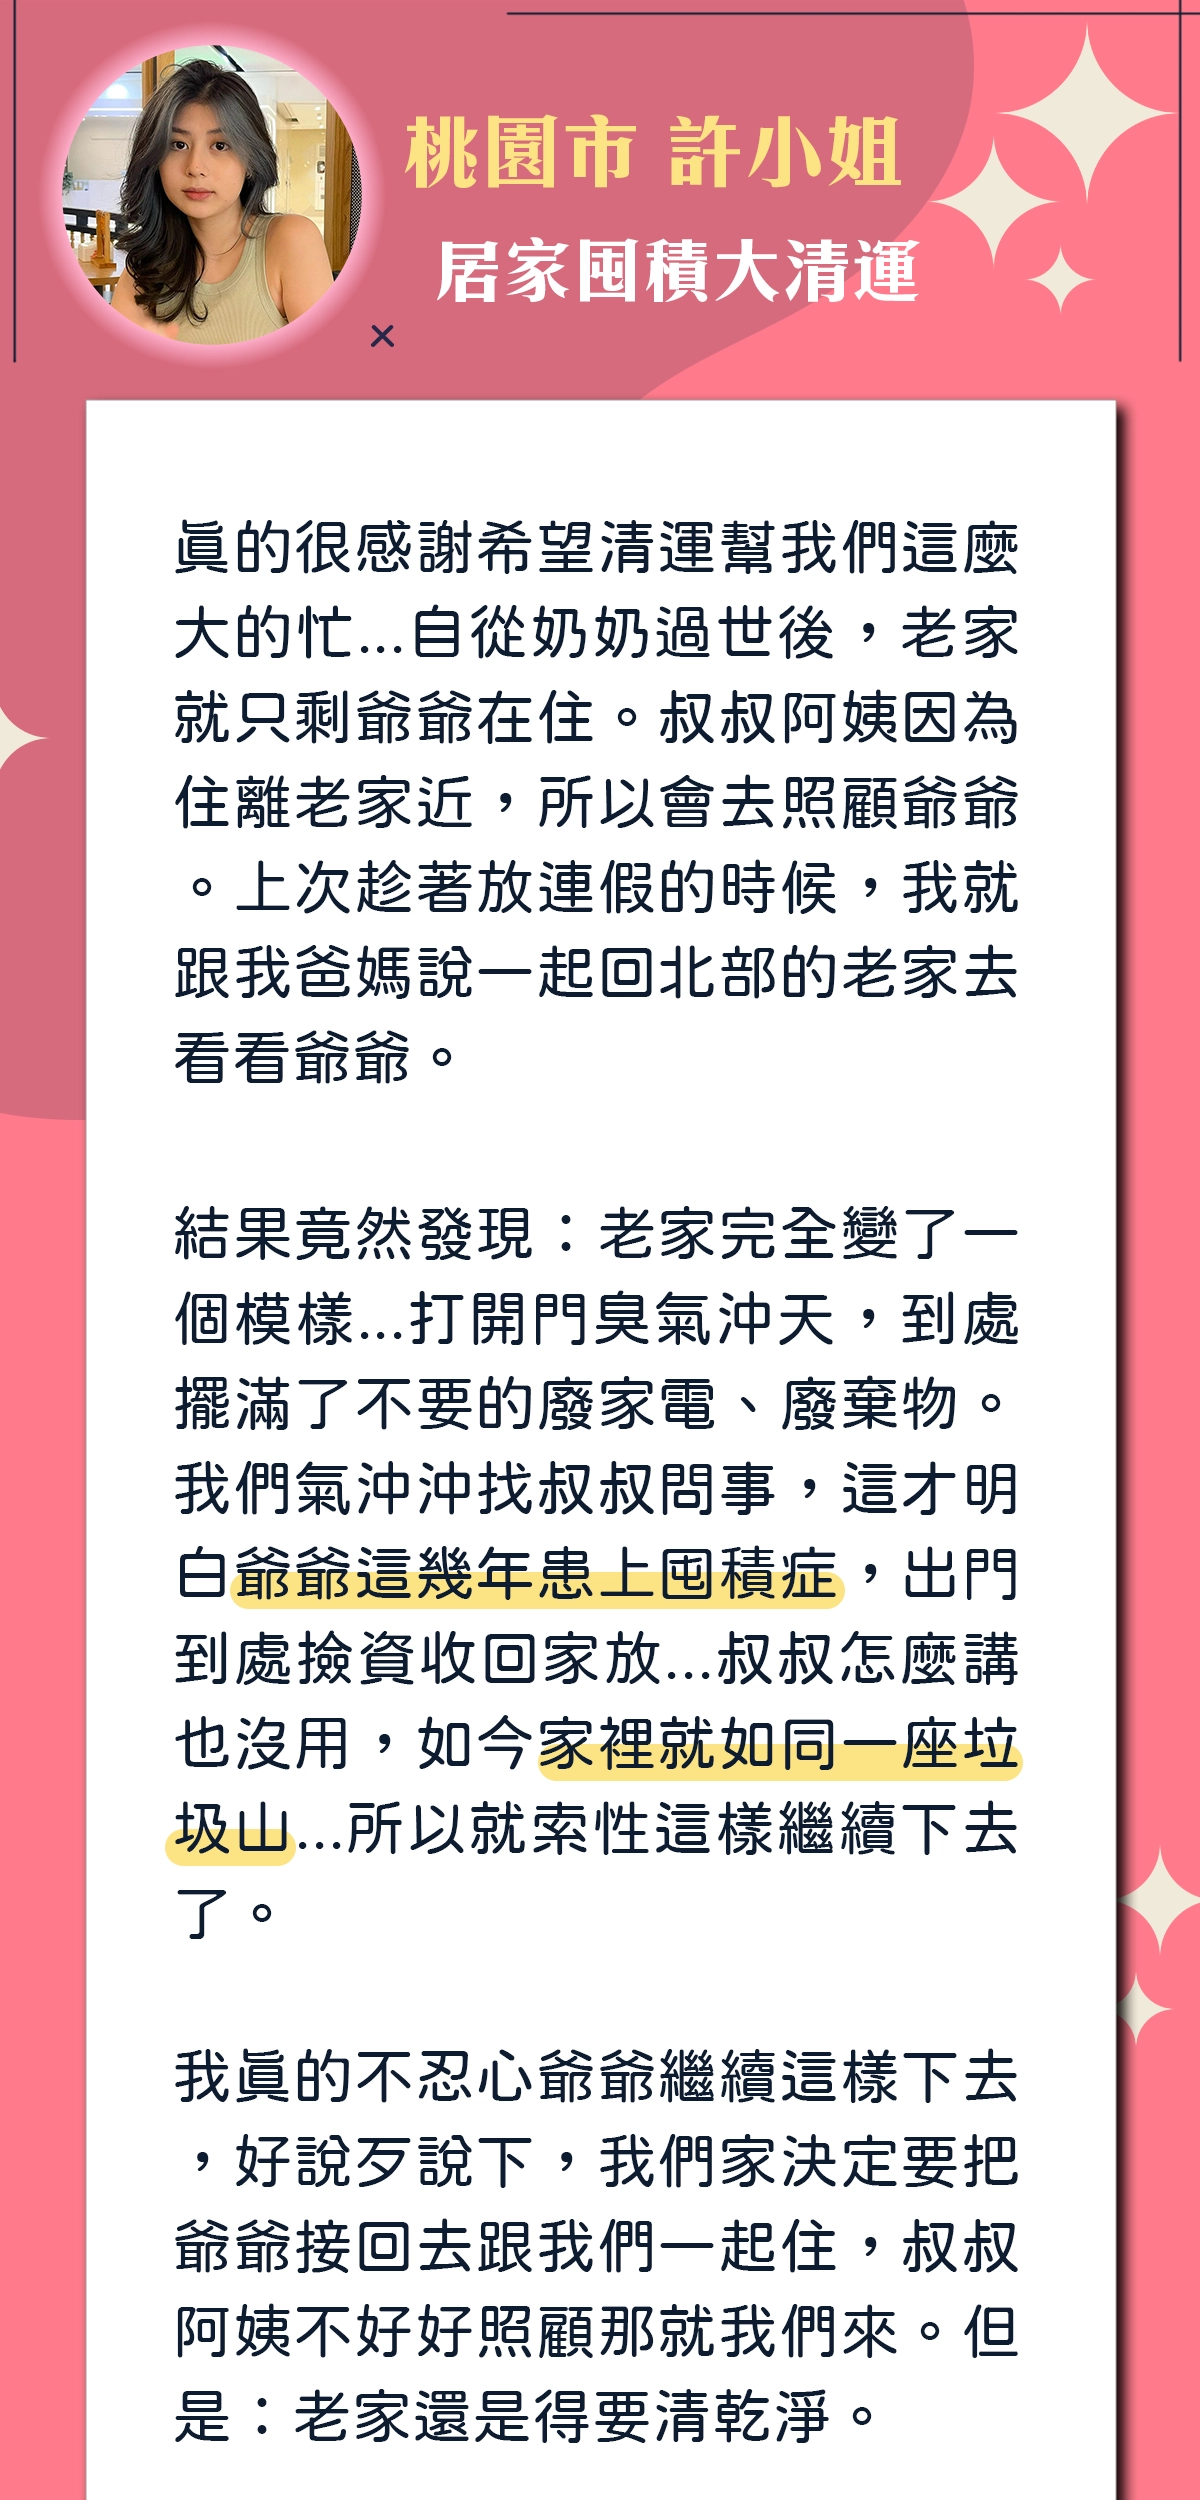 桃園市 許小姐
居家囤積大清運
真的很感謝希望清運幫我們這麼
大的忙...自從奶奶過世後，老家
就只剩爺爺在住。叔叔阿姨因為
住離老家近，所以會去照顧爺爺
。上次趁著放連假的時候，我就
跟我爸媽說一起回北部的老家去
看看爺爺。
結果竟然發現：老家完全變了一
個模樣...打開門臭氣沖天，到處
擺滿了不要的廢家電、廢棄物。
我們氣沖沖找叔叔問事，這才明
白爺爺這幾年患上囤積症，出門
到處撿資收回家放...叔叔怎麼講
也沒用，如今家裡就如同一座垃
圾山...所以就索性這樣繼續下去
了。
我真的不忍心爺爺繼續這樣下去
，好說歹說下，我們家決定要把
爺爺接回去跟我們一起住，叔叔
阿姨不好好照顧那就我們來。但
是：老家還是得要清乾淨。